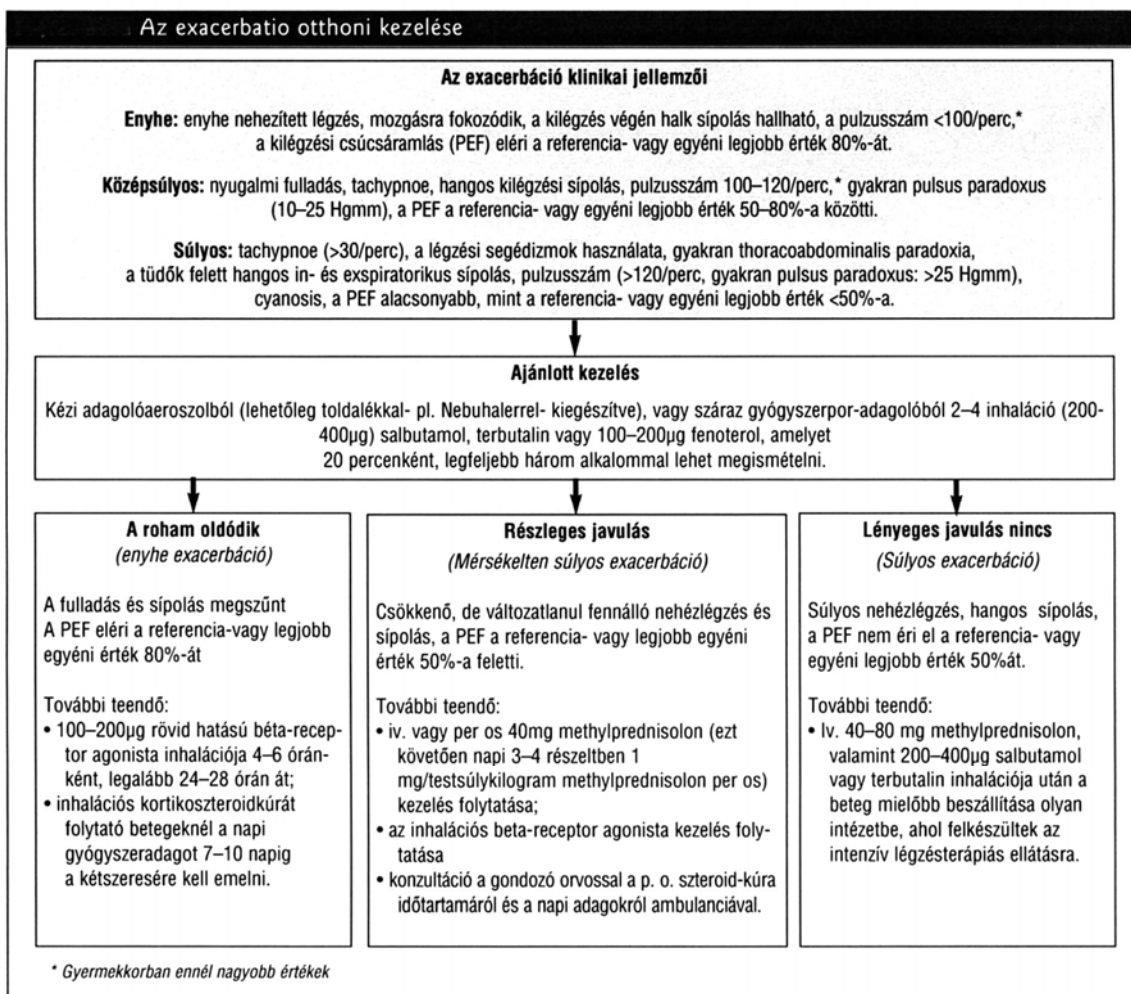 Az exacerbatio otthoni kezelése
Az exacerbáció klinikai jellemzői
Enyhe: enyhe nehezített légzés, mozgásra fokozódik, a kilégzés végén halk sípolás hallható, a pulzusszám <100/perc,*
a kilégzési csúcsáramlás (PEF) eléri a referencia- vagy egyéni legjobb érték 80%-át.
Középsúlyos: nyugalmi fulladás, tachypnoe, hangos kilégzési sípolás, pulzusszám 100–120/perc,* gyakran pulsus paradoxus
(10–25 Hgmm), a PEF a referencia- vagy egyéni legjobb érték 50–80%-a közötti.
Súlyos: tachypnoe (>30/perc), a légzési segédizmok használata, gyakran thoracoabdominalis paradoxia,
a tüdők felett hangos in- és exspiratorikus sípolás, pulzusszám (>120/perc, gyakran pulsus paradoxus: >25 Hgmm),
cyanosis, a PEF alacsonyabb, mint a referencia- vagy egyéni legjobb érték <50%-a.
Ajánlott kezelés
Kézi adagolóaeroszolból (lehetőleg toldalékkal- pl. Nebuhalerrel- kiegészítve), vagy száraz gyógyszerpor-adagolóból 2–4 inhaláció (200-
400µg) salbutamol, terbutalin vagy 100–200µg fenoterol, amelyet
20 percenként, legfeljebb három alkalommal lehet megismételni.
A roham oldódik
(enyhe exacerbáció)
A fulladás és sípolás megszűnt
A PEF eléri a referencia-vagy legjobb
egyéni érték 80%-át
További teendő:
• 100–200µg rövid hatású béta-recep-
tor agonista inhalációja 4–6 órán-
ként, legalább 24–28 órán át;
• inhalációs kortikoszteroidkúrát
folytató betegeknél a napi
gyógyszeradagot 7–10 napig
a kétszeresére kell emelni.
Részleges javulás
(Mérsékelten súlyos exacerbáció)
Csökkenő, de változatlanul fennálló nehézlégzés és
sípolás, a PEF a referencia- vagy legjobb egyéni
érték 50%-a feletti.
További teendő:
• iv. vagy per os 40mg methylprednisolon (ezt
követően napi 3–4 részeltben 1
mg/testsúlykilogram methylprednisolon per os)
kezelés folytatása;
• az inhalációs beta-receptor agonista kezelés foly-
tatása
• konzultáció a gondozó orvossal a p. o. szteroid-kúra
időtartamáról és a napi adagokról ambulanciával.
Lényeges javulás nincs
(Súlyos exacerbáció)
Súlyos nehézlégzés, hangos sípolás,
a PEF nem éri el a referencia- vagy
egyéni legjobb érték 50%át.
További teendő:
• Iv. 40–80 mg methylprednisolon,
valamint 200–400µg salbutamol
vagy terbutalin inhalációja után a
beteg mielőbb beszállítása olyan
intézetbe, ahol felkészültek az
intenzív légzésterápiás ellátásra.
* Gyermekkorban ennél nagyobb értékek